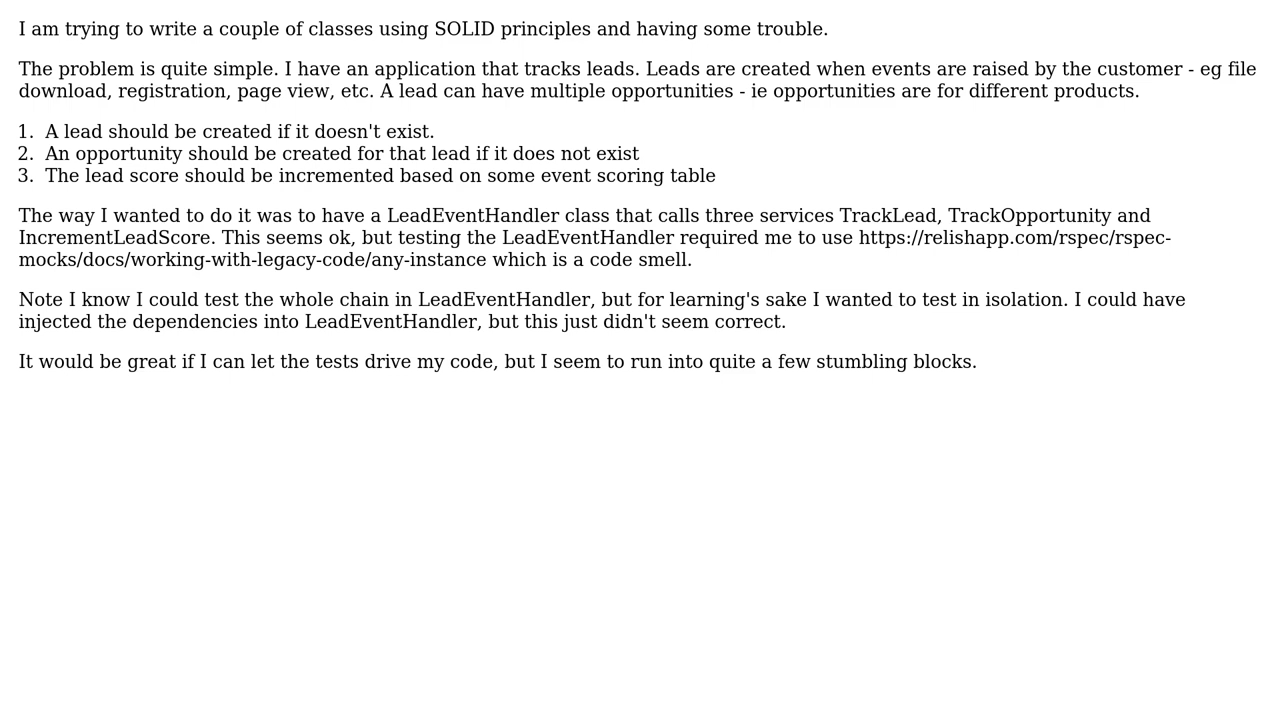 I am trying to write a couple of classes using SOLID principles and having some trouble.
The problem is quite simple. I have an application that tracks leads. Leads are created when events are raised by the customer - eg file
download, registration, page view, etc. A lead can have multiple opportunities - ie opportunities are for different products.
1. A lead should be created if it doesn't exist.
2. An opportunity should be created for that lead if it does not exist
3. The lead score should be incremented based on some event scoring table
The way I wanted to do it was to have a LeadEventHandler class that calls three services TrackLead, TrackOpportunity and
IncrementLeadScore. This seems ok, but testing the LeadEventHandler required me to use https://relishapp.com/rspec/rspec-
mocks/docs/working-with-legacy-code/any-instance which is a code smell.
Note I know I could test the whole chain in LeadEventHandler, but for learning's sake I wanted to test in isolation. I could have
injected the dependencies into LeadEventHandler, but this just didn't seem correct.
It would be great if I can let the tests drive my code, but I seem to run into quite a few stumbling blocks.